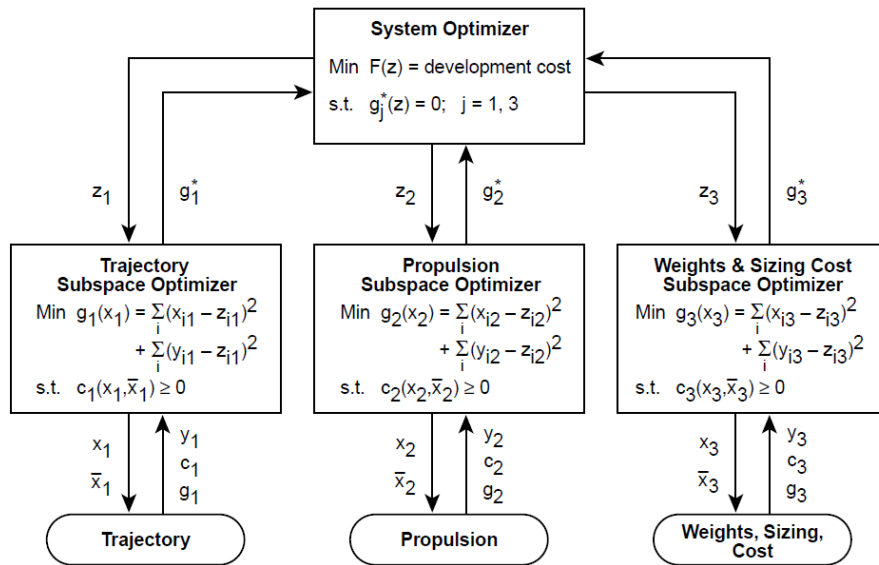 System Optimizer
Min F(z) = development cost
s.t. g*j(z) = 0; j = 1, 3
z1
g*1
z2
g*2
z3
g*3
Trajectory
Subspace Optimizer
Min g1(x1) = Σi(xi1 – zi1)2
+ Σi(yi1 – zi1)2
s.t. c1(x1,x̄1) ≥ 0
Propulsion
Subspace Optimizer
Min g2(x2) = Σi(xi2 – zi2)2
+ Σi(yi2 – zi2)2
s.t. c2(x2,x̄2) ≥ 0
Weights & Sizing Cost
Subspace Optimizer
Min g3(x3) = Σi(xi3 – zi3)2
+ Σi(yi3 – zi3)2
s.t. c3(x3,x̄3) ≥ 0
x1
x̄1
y1
c1
g1
x2
x̄2
y2
c2
g2
x3
x̄3
y3
c3
g3
Trajectory
Propulsion
Weights, Sizing,
Cost